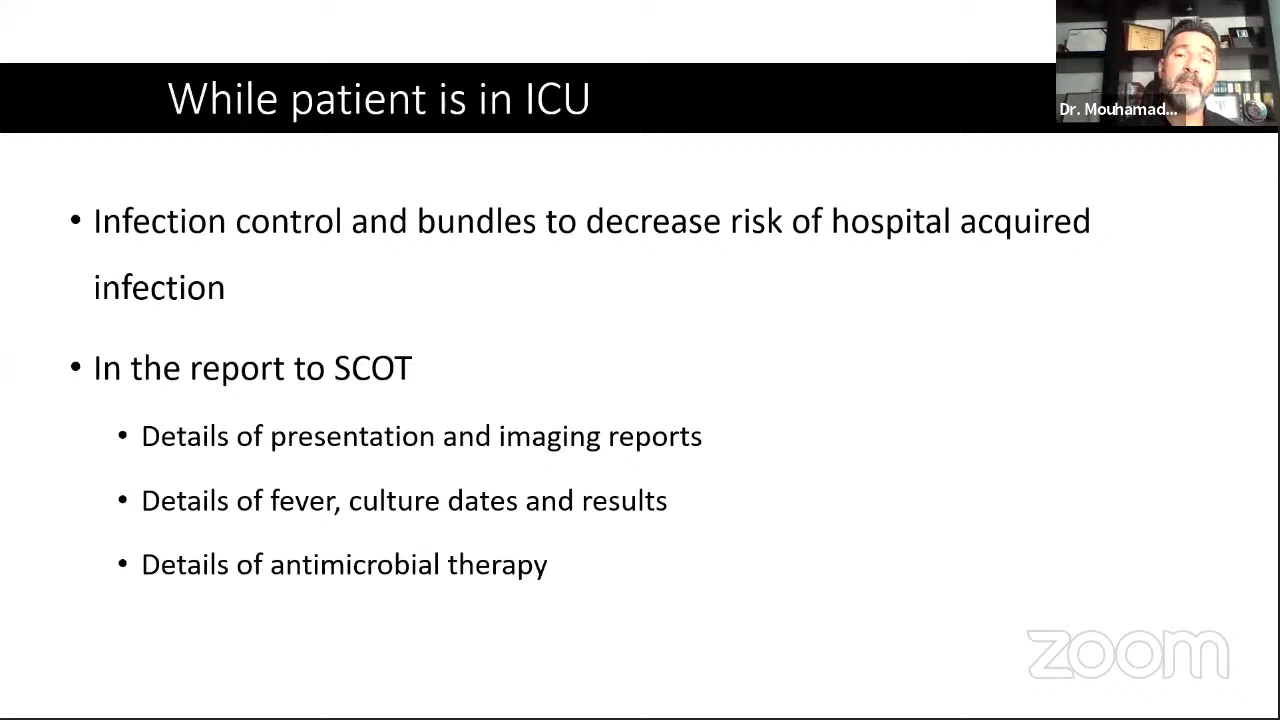 While patient is in ICU
Dr. Mouhamad...
• Infection control and bundles to decrease risk of hospital acquired
infection
• In the report to SCOT
• Details of presentation and imaging reports
• Details of fever, culture dates and results
• Details of antimicrobial therapy
zoom